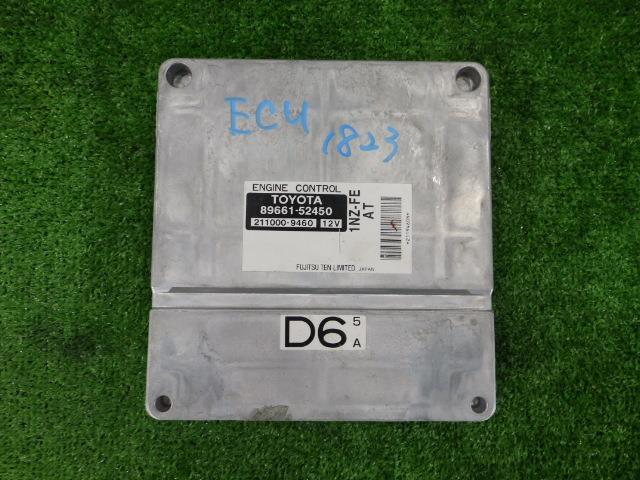 ECU
1823
ENGINE CONTROL
TOYOTA
89661-52450
211000-9460 12V
1NZ-FE
AT
FUJITSU TEN LIMITED JAPAN
D6 5
A